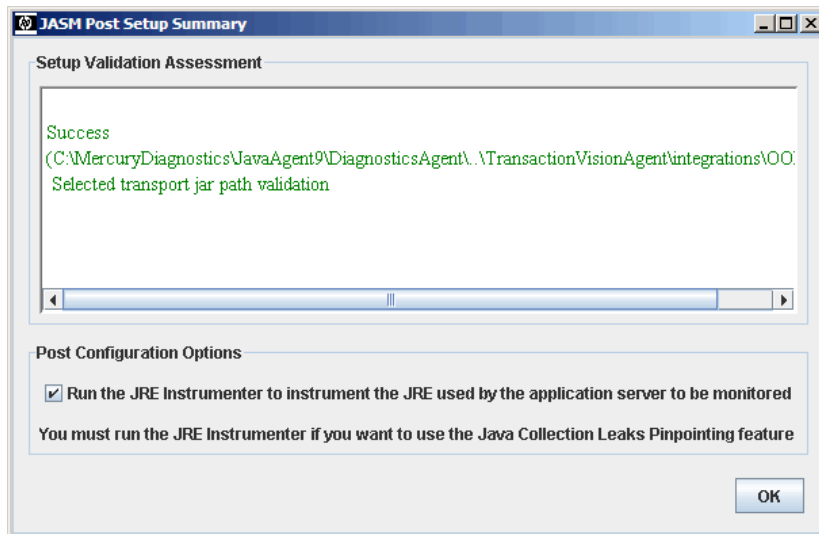 JASM Post Setup Summary
Setup Validation Assessment
Success
(C:\MercuryDiagnostics\JavaAgent9\DiagnosticsAgent\..\TransactionVisionAgent\integrations\OO
Selected transport jar path validation
Post Configuration Options
Run the JRE Instrumenter to instrument the JRE used by the application server to be monitored
You must run the JRE Instrumenter if you want to use the Java Collection Leaks Pinpointing feature
OK